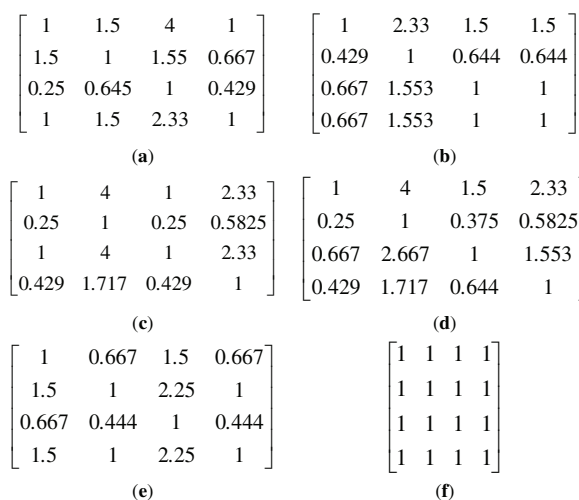 1 1.5 4 1
1.5 1 1.55 0.667
0.25 0.645 1 0.429
1 1.5 2.33 1
(a)
1 2.33 1.5 1.5
0.429 1 0.644 0.644
0.667 1.553 1 1
0.667 1.553 1 1
(b)
1 4 1 2.33
0.25 1 0.25 0.5825
1 4 1 2.33
0.429 1.717 0.429 1
(c)
1 4 1.5 2.33
0.25 1 0.375 0.5825
0.667 2.667 1 1.553
0.429 1.717 0.644 1
(d)
1 0.667 1.5 0.667
1.5 1 2.25 1
0.667 0.444 1 0.444
1.5 1 2.25 1
(e)
1 1 1 1
1 1 1 1
1 1 1 1
1 1 1 1
(f)